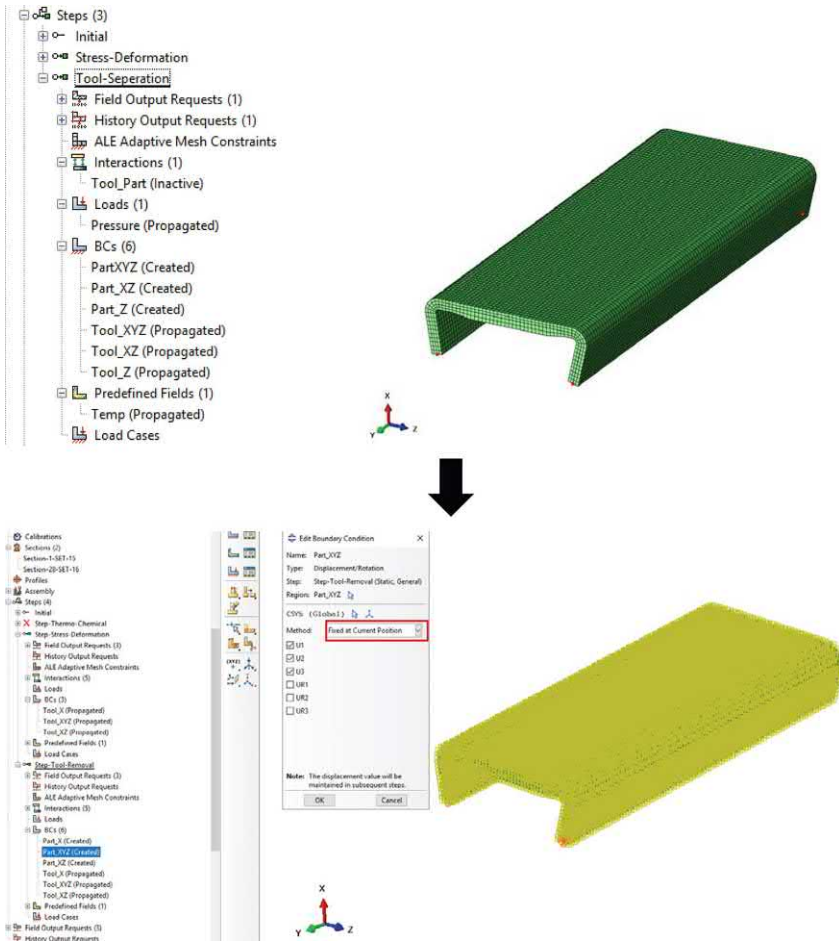 Steps (3)
Initial
Stress-Deformation
Tool-Seperation
Field Output Requests (1)
History Output Requests (1)
ALE Adaptive Mesh Constraints
Interactions (1)
Tool_Part (Inactive)
Loads (1)
Pressure (Propagated)
BCs (6)
PartXYZ (Created)
Part_XZ (Created)
Part_Z (Created)
Tool_XYZ (Propagated)
Tool_XZ (Propagated)
Tool_Z (Propagated)
Predefined Fields (1)
Temp (Propagated)
Load Cases
X
Y
Z
Calibrations
Sections (2)
Section-1-SET-15
Section-28-SET-16
Profiles
Assembly
Steps (4)
Initial
Step-Thermo-Chemical
Step-Stress-Deformation
Field Output Requests (3)
History Output Requests
ALE Adaptive Mesh Constraints
Interactions (5)
Loads
BCs (3)
Tool_X (Propagated)
Tool_XYZ (Propagated)
Tool_XZ (Propagated)
Predefined Fields (1)
Load Cases
Step-Tool-Removal
Field Output Requests (3)
History Output Requests
ALE Adaptive Mesh Constraints
Interactions (5)
Loads
BCs (6)
Part_X (Created)
Part_XYZ (Created)
Part_XZ (Created)
Tool_X (Propagated)
Tool_XYZ (Propagated)
Tool_XZ (Propagated)
Predefined Fields (1)
Load Cases
Field Output Requests (3)
History Output Requests
Edit Boundary Condition
Name: Part_XYZ
Type: Displacement/Rotation
Step: Step-Tool-Removal (Static, General)
Region: Part_XYZ
CSYS: (Global)
Method: Fixed at Current Position
U1
U2
U3
UR1
UR2
UR3
Note: The displacement value will be
maintained in subsequent steps.
OK Cancel
X
Y
Z